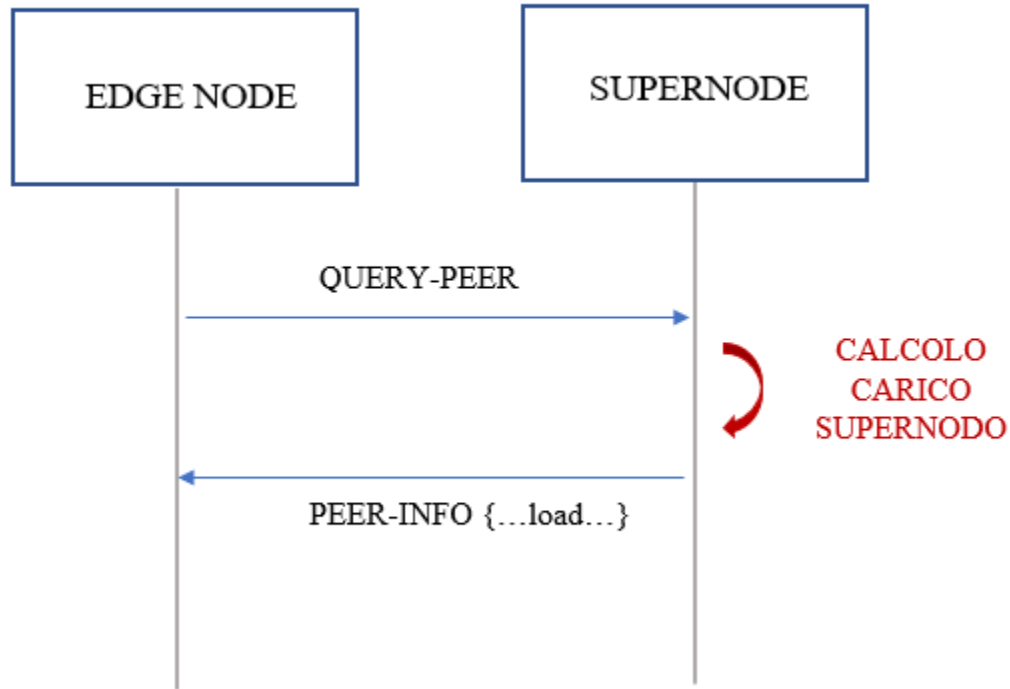 EDGE NODE
SUPERNODE
QUERY-PEER
CALCOLO
CARICO
SUPERNODO
PEER-INFO {...load...}